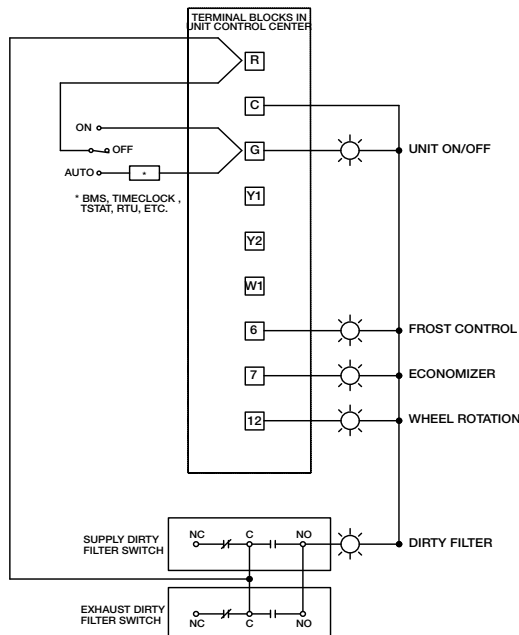 TERMINAL BLOCKS IN
UNIT CONTROL CENTER
R
C
ON
OFF
G
UNIT ON/OFF
AUTO
*
* BMS, TIMECLOCK ,
TSTAT, RTU, ETC.
Y1
Y2
W1
6
FROST CONTROL
7
ECONOMIZER
12
WHEEL ROTATION
SUPPLY DIRTY
FILTER SWITCH
NC
C
NO
DIRTY FILTER
EXHAUST DIRTY
FILTER SWITCH
NC
C
NO